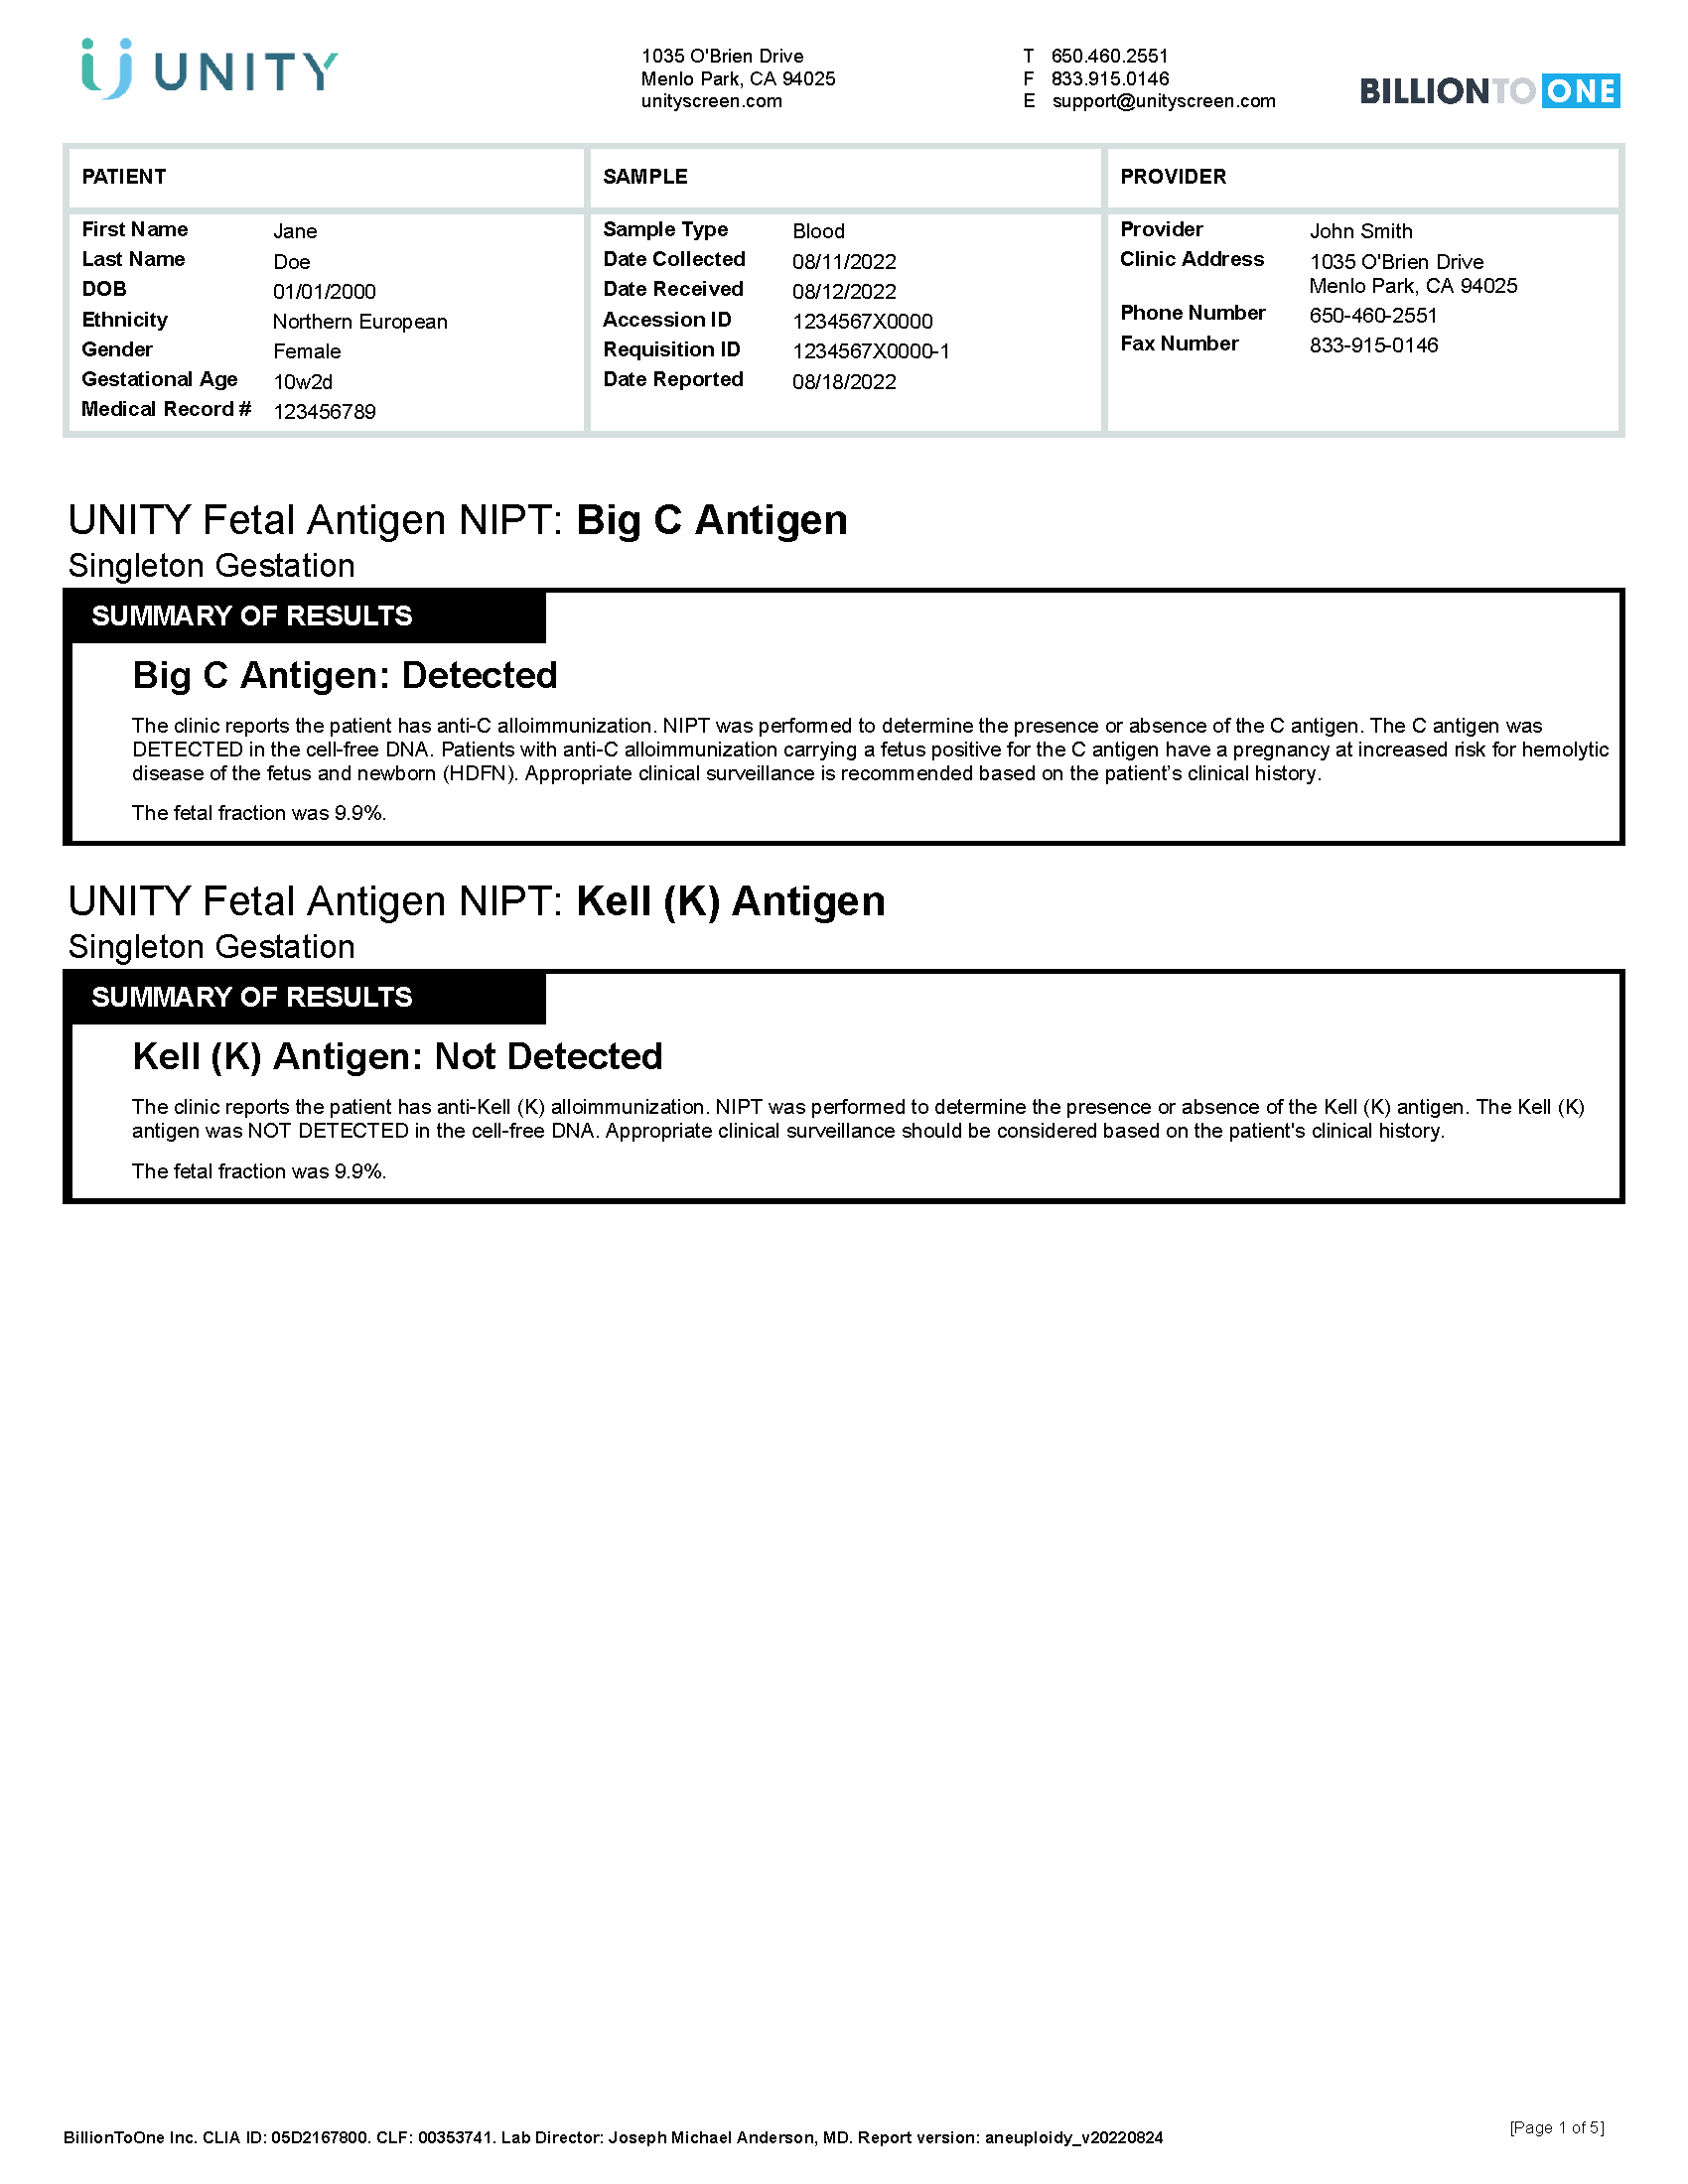 UNITY
1035 O'Brien Drive
Menlo Park, CA 94025
unityscreen.com
T 650.460.2551
F 833.915.0146
E support@unityscreen.com
BILLIONTOONE
PATIENT
First Name Jane
Last Name Doe
DOB 01/01/2000
Ethnicity Northern European
Gender Female
Gestational Age 10w2d
Medical Record # 123456789
SAMPLE
Sample Type Blood
Date Collected 08/11/2022
Date Received 08/12/2022
Accession ID 1234567X0000
Requisition ID 1234567X0000-1
Date Reported 08/18/2022
PROVIDER
Provider John Smith
Clinic Address 1035 O'Brien Drive
Menlo Park, CA 94025
Phone Number 650-460-2551
Fax Number 833-915-0146
UNITY Fetal Antigen NIPT: Big C Antigen
Singleton Gestation
SUMMARY OF RESULTS
Big C Antigen: Detected
The clinic reports the patient has anti-C alloimmunization. NIPT was performed to determine the presence or absence of the C antigen. The C antigen was
DETECTED in the cell-free DNA. Patients with anti-C alloimmunization carrying a fetus positive for the C antigen have a pregnancy at increased risk for hemolytic
disease of the fetus and newborn (HDFN). Appropriate clinical surveillance is recommended based on the patient’s clinical history.
The fetal fraction was 9.9%.
UNITY Fetal Antigen NIPT: Kell (K) Antigen
Singleton Gestation
SUMMARY OF RESULTS
Kell (K) Antigen: Not Detected
The clinic reports the patient has anti-Kell (K) alloimmunization. NIPT was performed to determine the presence or absence of the Kell (K) antigen. The Kell (K)
antigen was NOT DETECTED in the cell-free DNA. Appropriate clinical surveillance should be considered based on the patient's clinical history.
The fetal fraction was 9.9%.
BillionToOne Inc. CLIA ID: 05D2167800. CLF: 00353741. Lab Director: Joseph Michael Anderson, MD. Report version: aneuploidy_v20220824
[Page 1 of 5]